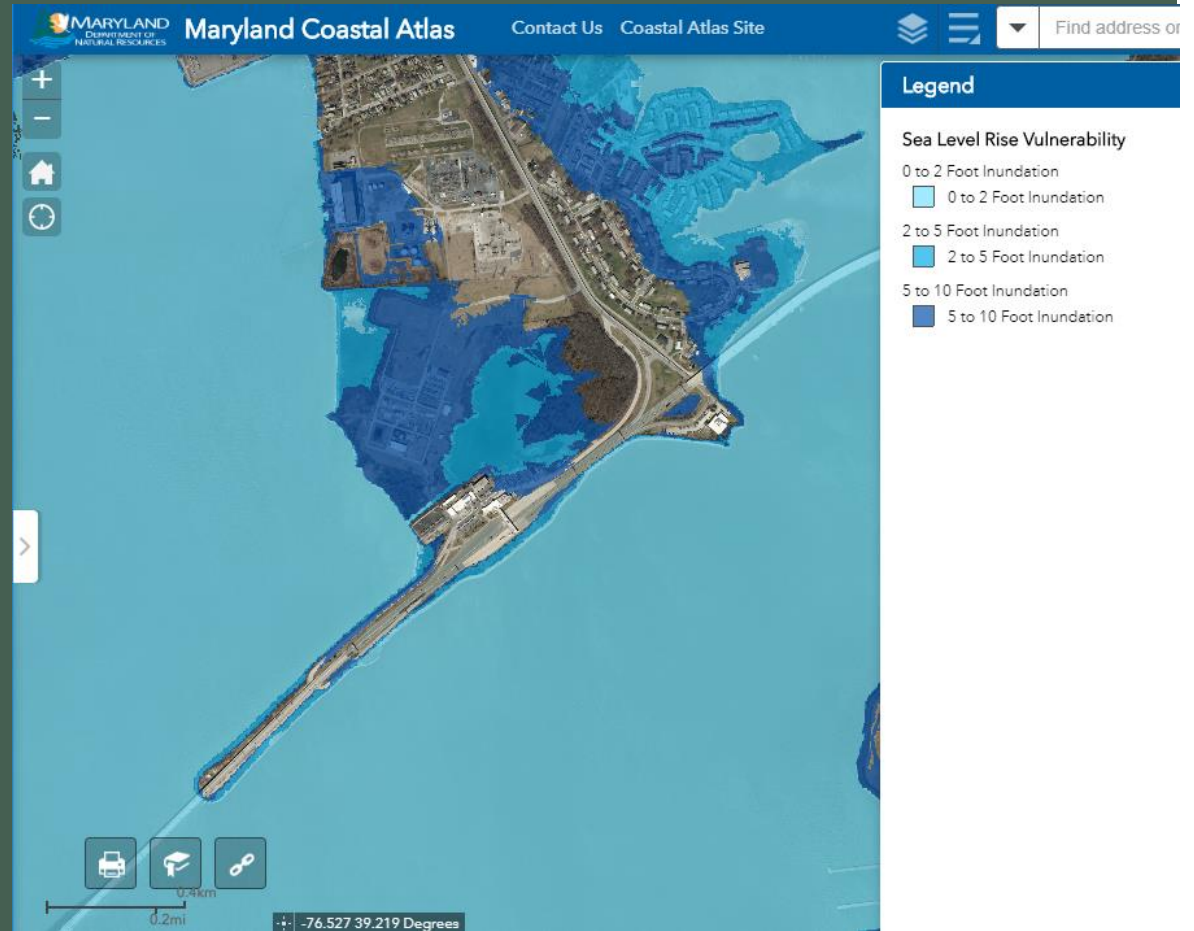 MARYLAND
DEPARTMENT OF
NATURAL RESOURCES
Maryland Coastal Atlas
Contact Us
Coastal Atlas Site
Find address or
Legend
Sea Level Rise Vulnerability
0 to 2 Foot Inundation
0 to 2 Foot Inundation
2 to 5 Foot Inundation
2 to 5 Foot Inundation
5 to 10 Foot Inundation
5 to 10 Foot Inundation
0.4km
0.2mi
-76.527 39.219 Degrees